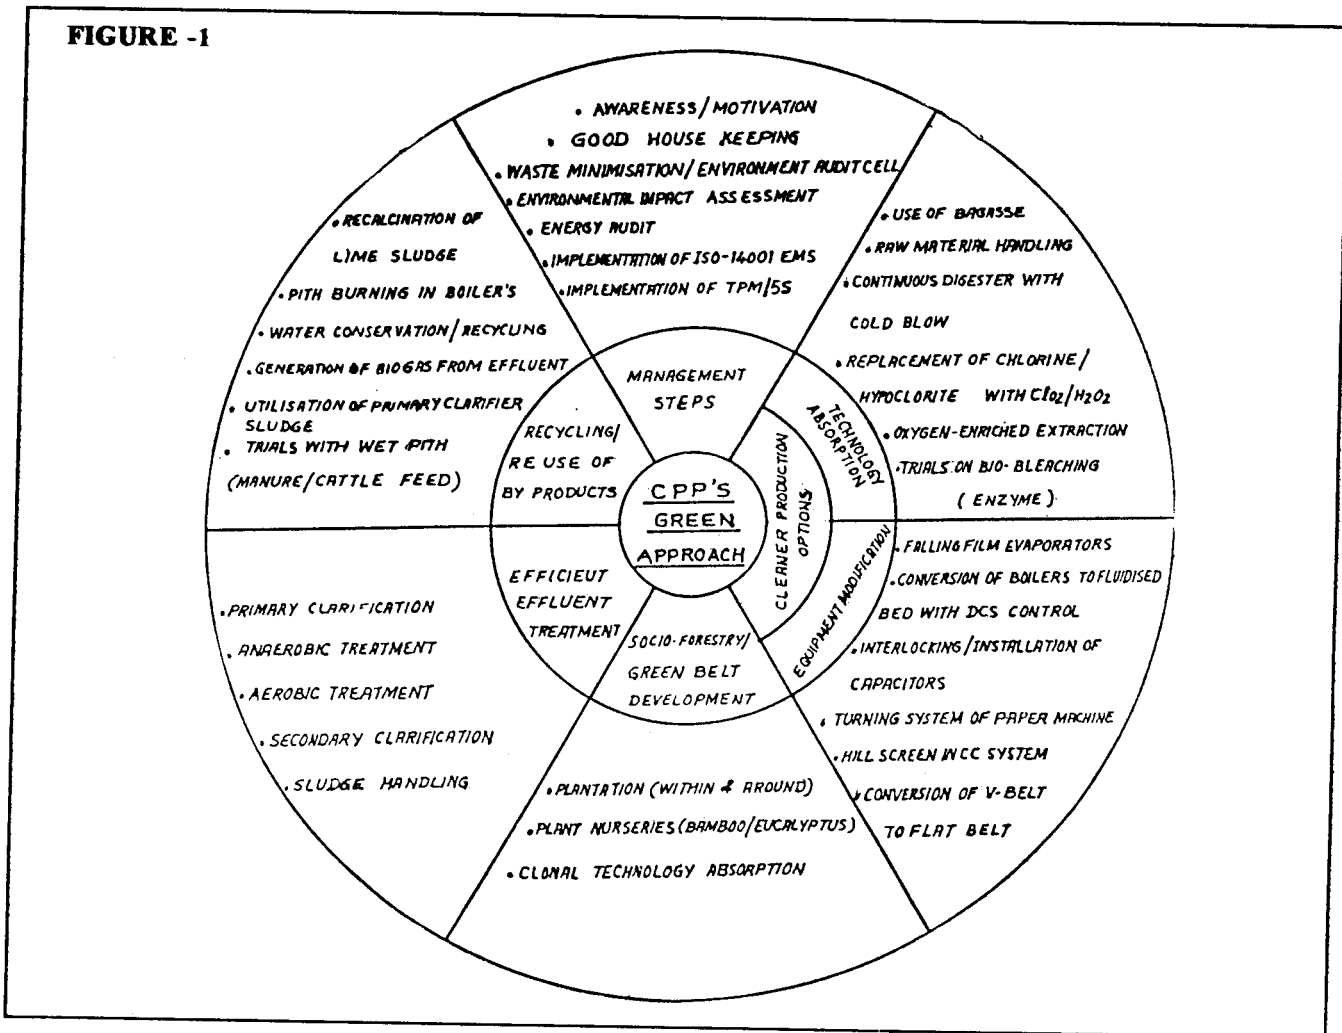 FIGURE -1
• AWARENESS/MOTIVATION
• GOOD HOUSE KEEPING
• WASTE MINIMISATION/ENVIRONMENT AUDIT CELL
• ENVIRONMENTAL IMPACT ASSESSMENT
• ENERGY AUDIT
• IMPLEMENTATION OF ISO-14001 EMS
• IMPLEMENTATION OF TPM/5S
MANAGEMENT
STEPS
• USE OF BAGASSE
• RAW MATERIAL HANDLING
• CONTINUOUS DIGESTER WITH
COLD BLOW
• REPLACEMENT OF CHLORINE/
HYPOCLORITE WITH ClO2/H2O2
• OXYGEN-ENRICHED EXTRACTION
• TRIALS ON BIO-BLEACHING
(ENZYME)
TECHNOLOGY
ABSORPTION
CLEANER PRODUCTION
OPTIONS
EQUIPMENT MODIFICATION
• FALLING FILM EVAPORATORS
• CONVERSION OF BOILERS TO FLUIDISED
BED WITH DCS CONTROL
• INTERLOCKING/INSTALLATION OF
CAPACITORS
• TURNING SYSTEM OF PAPER MACHINE
• HILL SCREEN IN CC SYSTEM
• CONVERSION OF V-BELT
TO FLAT BELT
SOCIO-FORESTRY/
GREEN BELT
DEVELOPMENT
• PLANTATION (WITHIN & AROUND)
• PLANT NURSERIES (BAMBOO/EUCALYPTUS)
• CLONAL TECHNOLOGY ABSORPTION
EFFICIEUT
EFFLUENT
TREATMENT
• PRIMARY CLARIFICATION
• ANAEROBIC TREATMENT
• AEROBIC TREATMENT
• SECONDARY CLARIFICATION
• SLUDGE HANDLING
RECYCLING/
RE USE OF
BY PRODUCTS
• RECALCINATION OF
LIME SLUDGE
• PITH BURNING IN BOILER'S
• WATER CONSERVATION/RECYCLING
• GENERATION OF BIOGAS FROM EFFLUENT
• UTILISATION OF PRIMARY CLARIFIER
SLUDGE
• TRIALS WITH WET PITH
(MANURE/CATTLE FEED)
CPP'S
GREEN
APPROACH